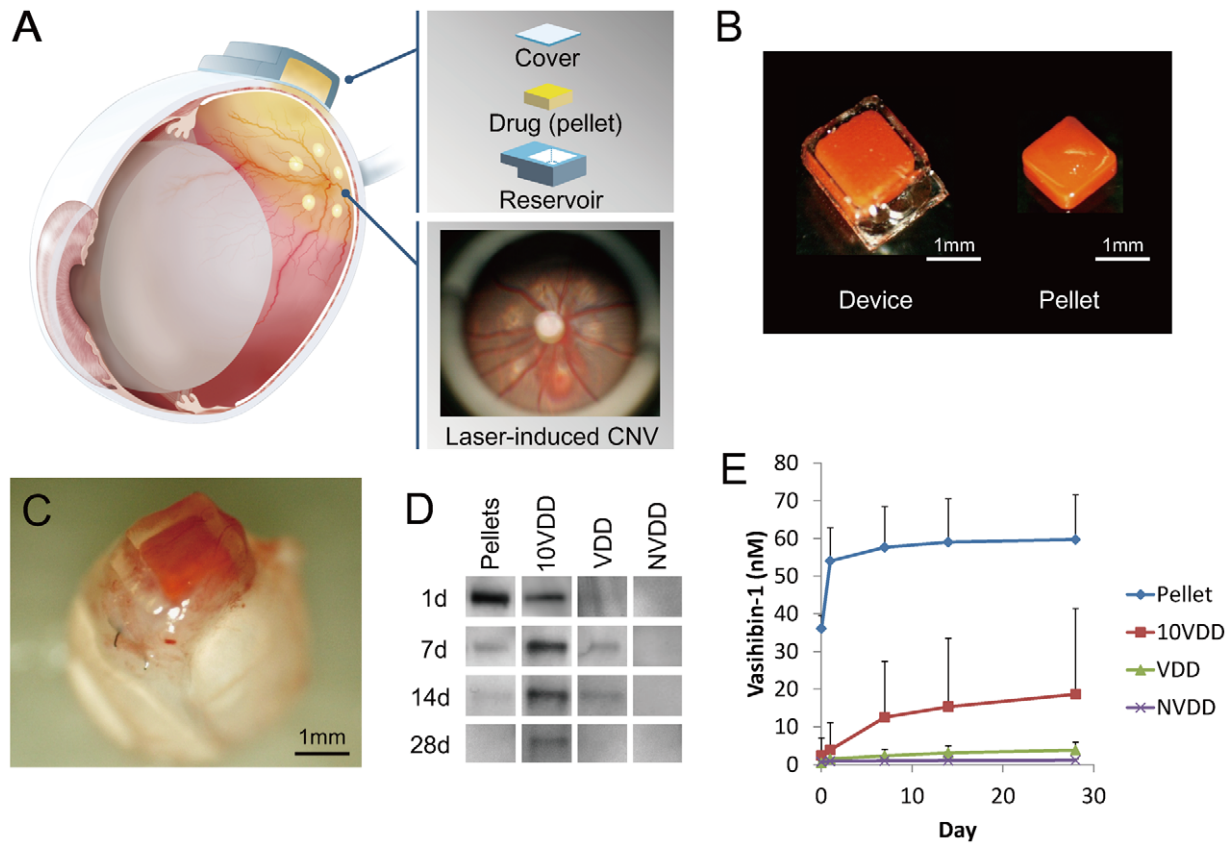 A
Cover
Drug (pellet)
Reservoir
Laser-induced CNV
B
1mm
1mm
Device
Pellet
C
1mm
D
Pellets
10VDD
VDD
NVDD
1d
7d
14d
28d
E
Vasihibin-1 (nM)
80
70
60
50
40
30
20
10
0
0
10
20
30
Day
Pellet
10VDD
VDD
NVDD